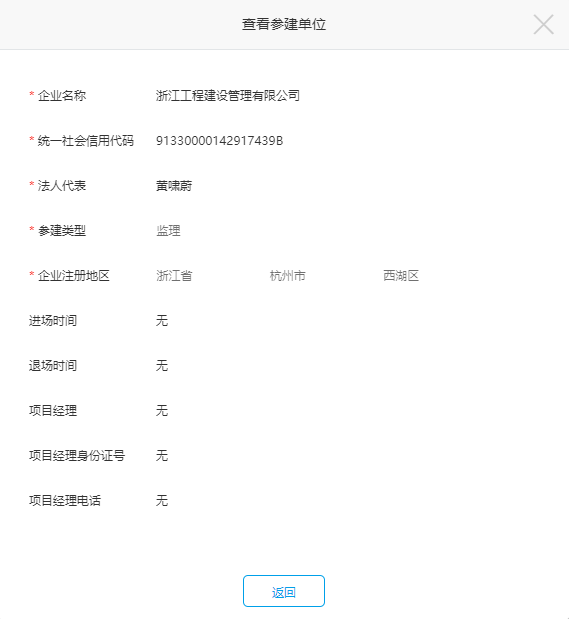 查看参建单位
* 企业名称 浙江工程建设管理有限公司
* 统一社会信用代码 91330000142917439B
* 法人代表 黄啸蔚
* 参建类型 监理
* 企业注册地区 浙江省 杭州市 西湖区
进场时间 无
退场时间 无
项目经理 无
项目经理身份证号 无
项目经理电话 无
返回